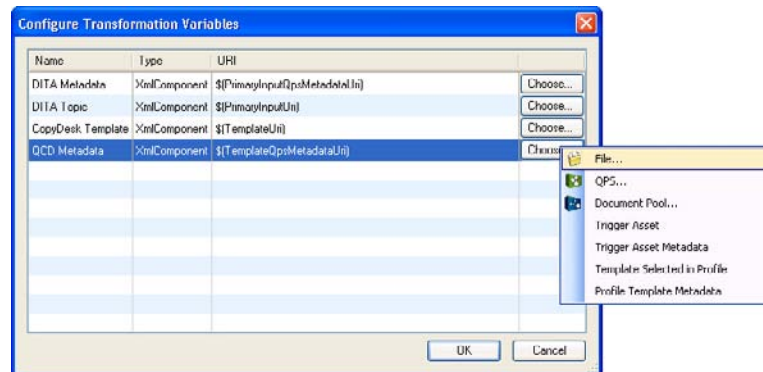 Configure Transformation Variables
Name Type URI
DITA Metadata XmlComponent $(PrimaryInputQpsMetadataUri) Choose...
DITA Topic XmlComponent $(PrimaryInputUri) Choose...
CopyDesk Template XmlComponent $(TemplateUri) Choose...
QCD Metadata XmlComponent $(TemplateQpsMetadataUri)
File...
QPS...
Document Pool...
Trigger Asset
Trigger Asset Metadata
Template Selected in Profile
Profile Template Metadata
OK Cancel